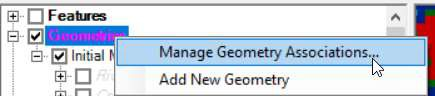 Features
Geometries
Initial M
Manage Geometry Associations...
Add New Geometry